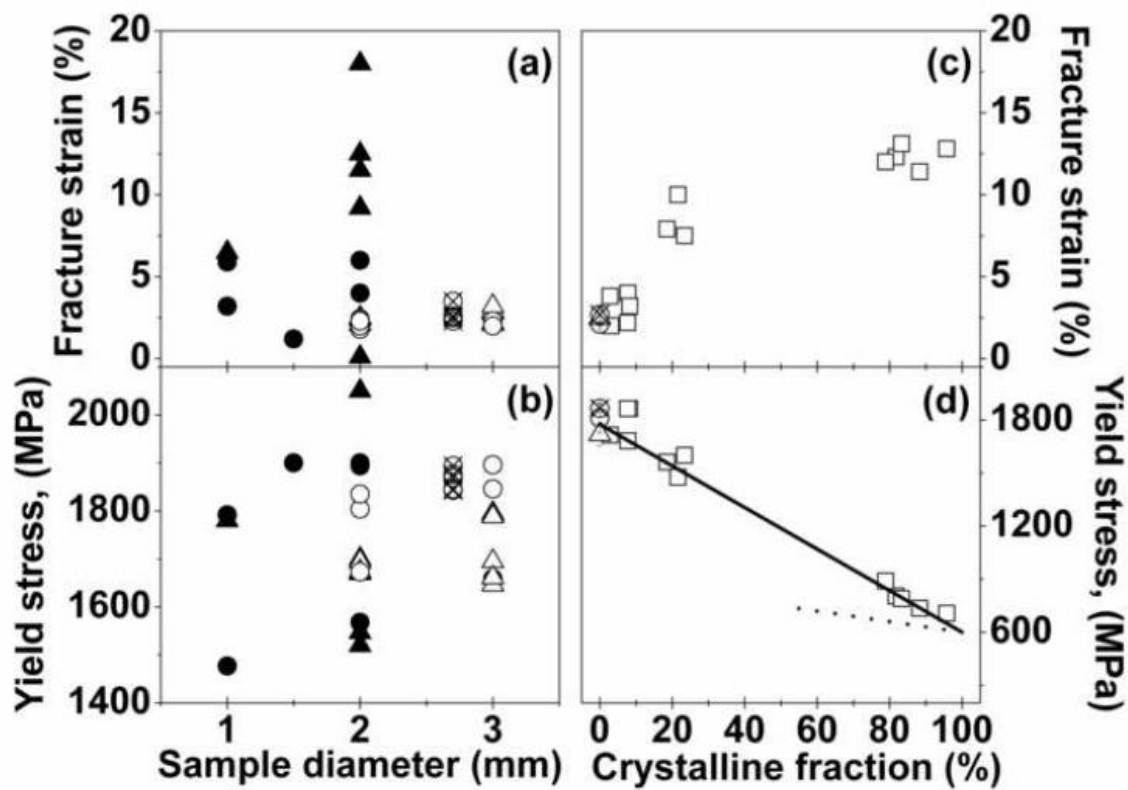 20
15
10
5
0
Fracture strain (%)
(a)
(c)
20
15
10
5
0
Fracture strain (%)
2000
1800
1600
1400
Yield stress, (MPa)
(b)
(d)
1800
1200
600
Yield stress, (MPa)
1 2 3
Sample diameter (mm)
0 20 40 60 80 100
Crystalline fraction (%)